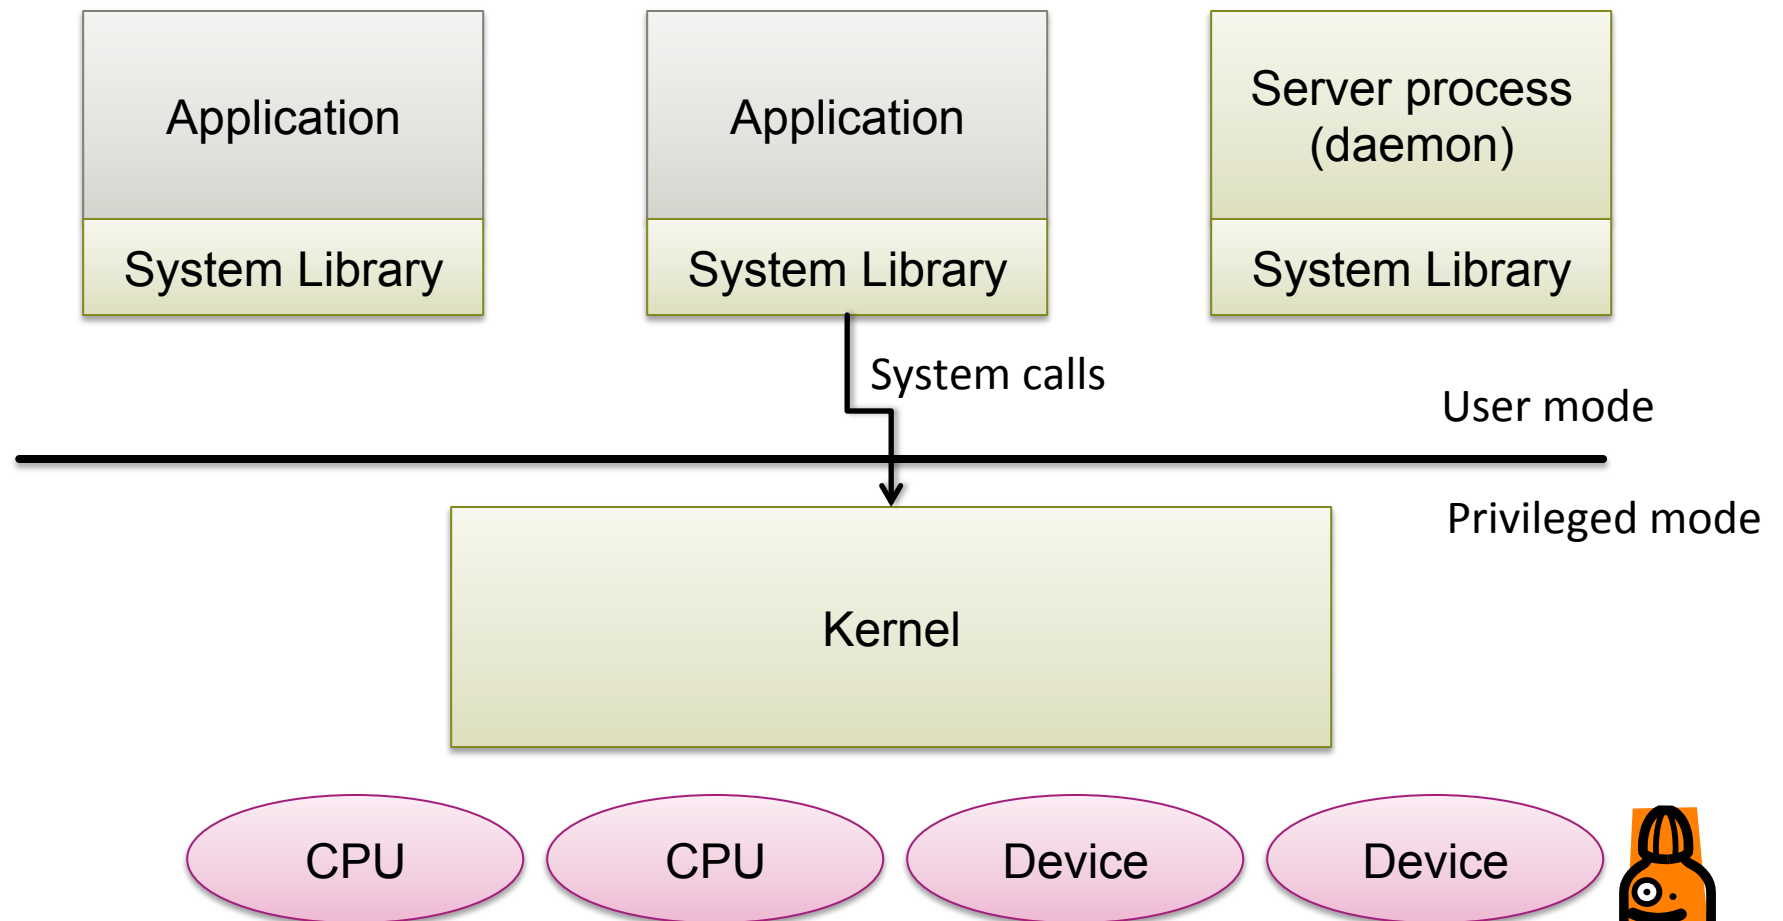 Application
Application
Server process
(daemon)
System Library
System Library
System Library
System calls
User mode
Privileged mode
Kernel
CPU
CPU
Device
Device